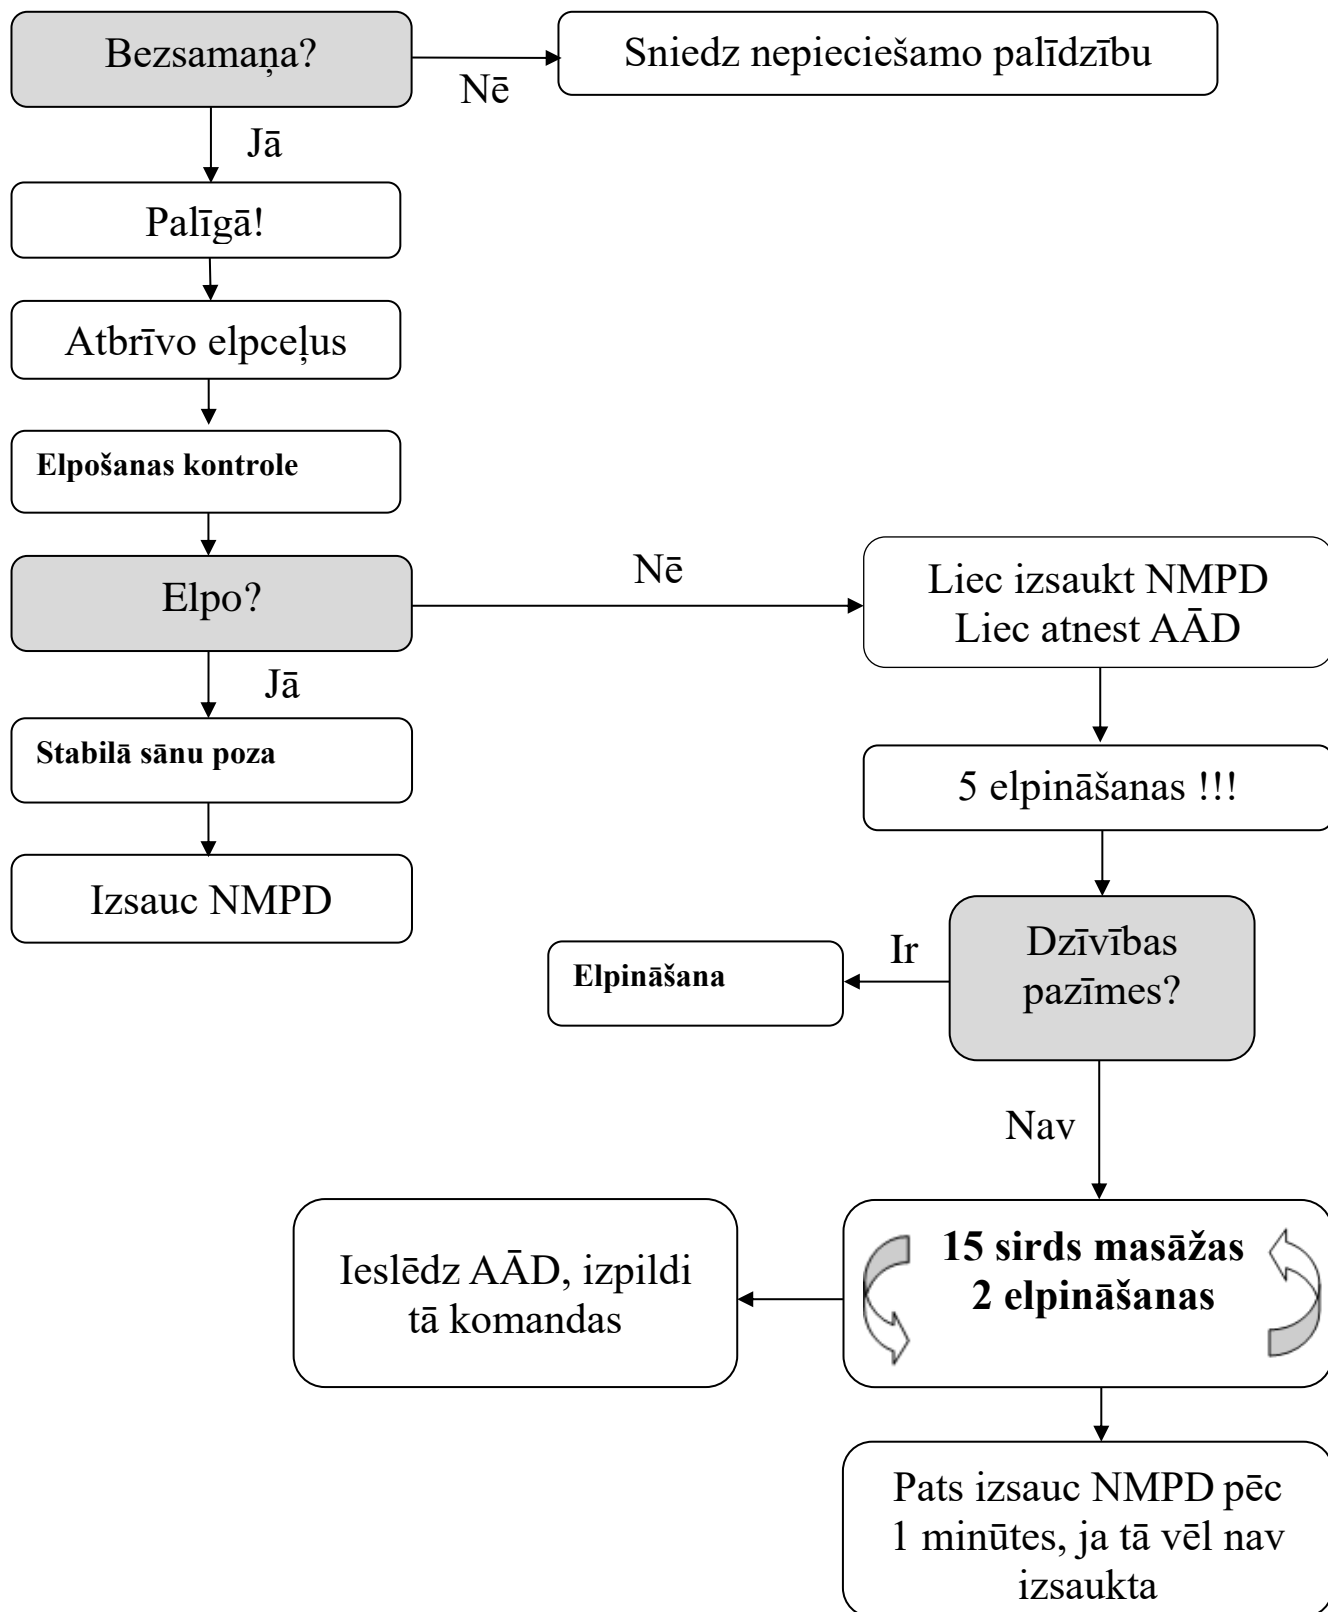 Bezsamaņa?
Nē
Sniedz nepieciešamo palīdzību
Jā
Palīgā!
Atbrīvo elpceļus
Elpošanas kontrole
Elpo?
Nē
Liec izsaukt NMPD
Liec atnest AĀD
Jā
Stabilā sānu poza
5 elpināšanas !!!
Izsauc NMPD
Dzīvības
pazīmes?
Ir
Elpināšana
Nav
15 sirds masāžas
2 elpināšanas
Ieslēdz AĀD, izpildi
tā komandas
Pats izsauc NMPD pēc
1 minūtes, ja tā vēl nav
izsaukta